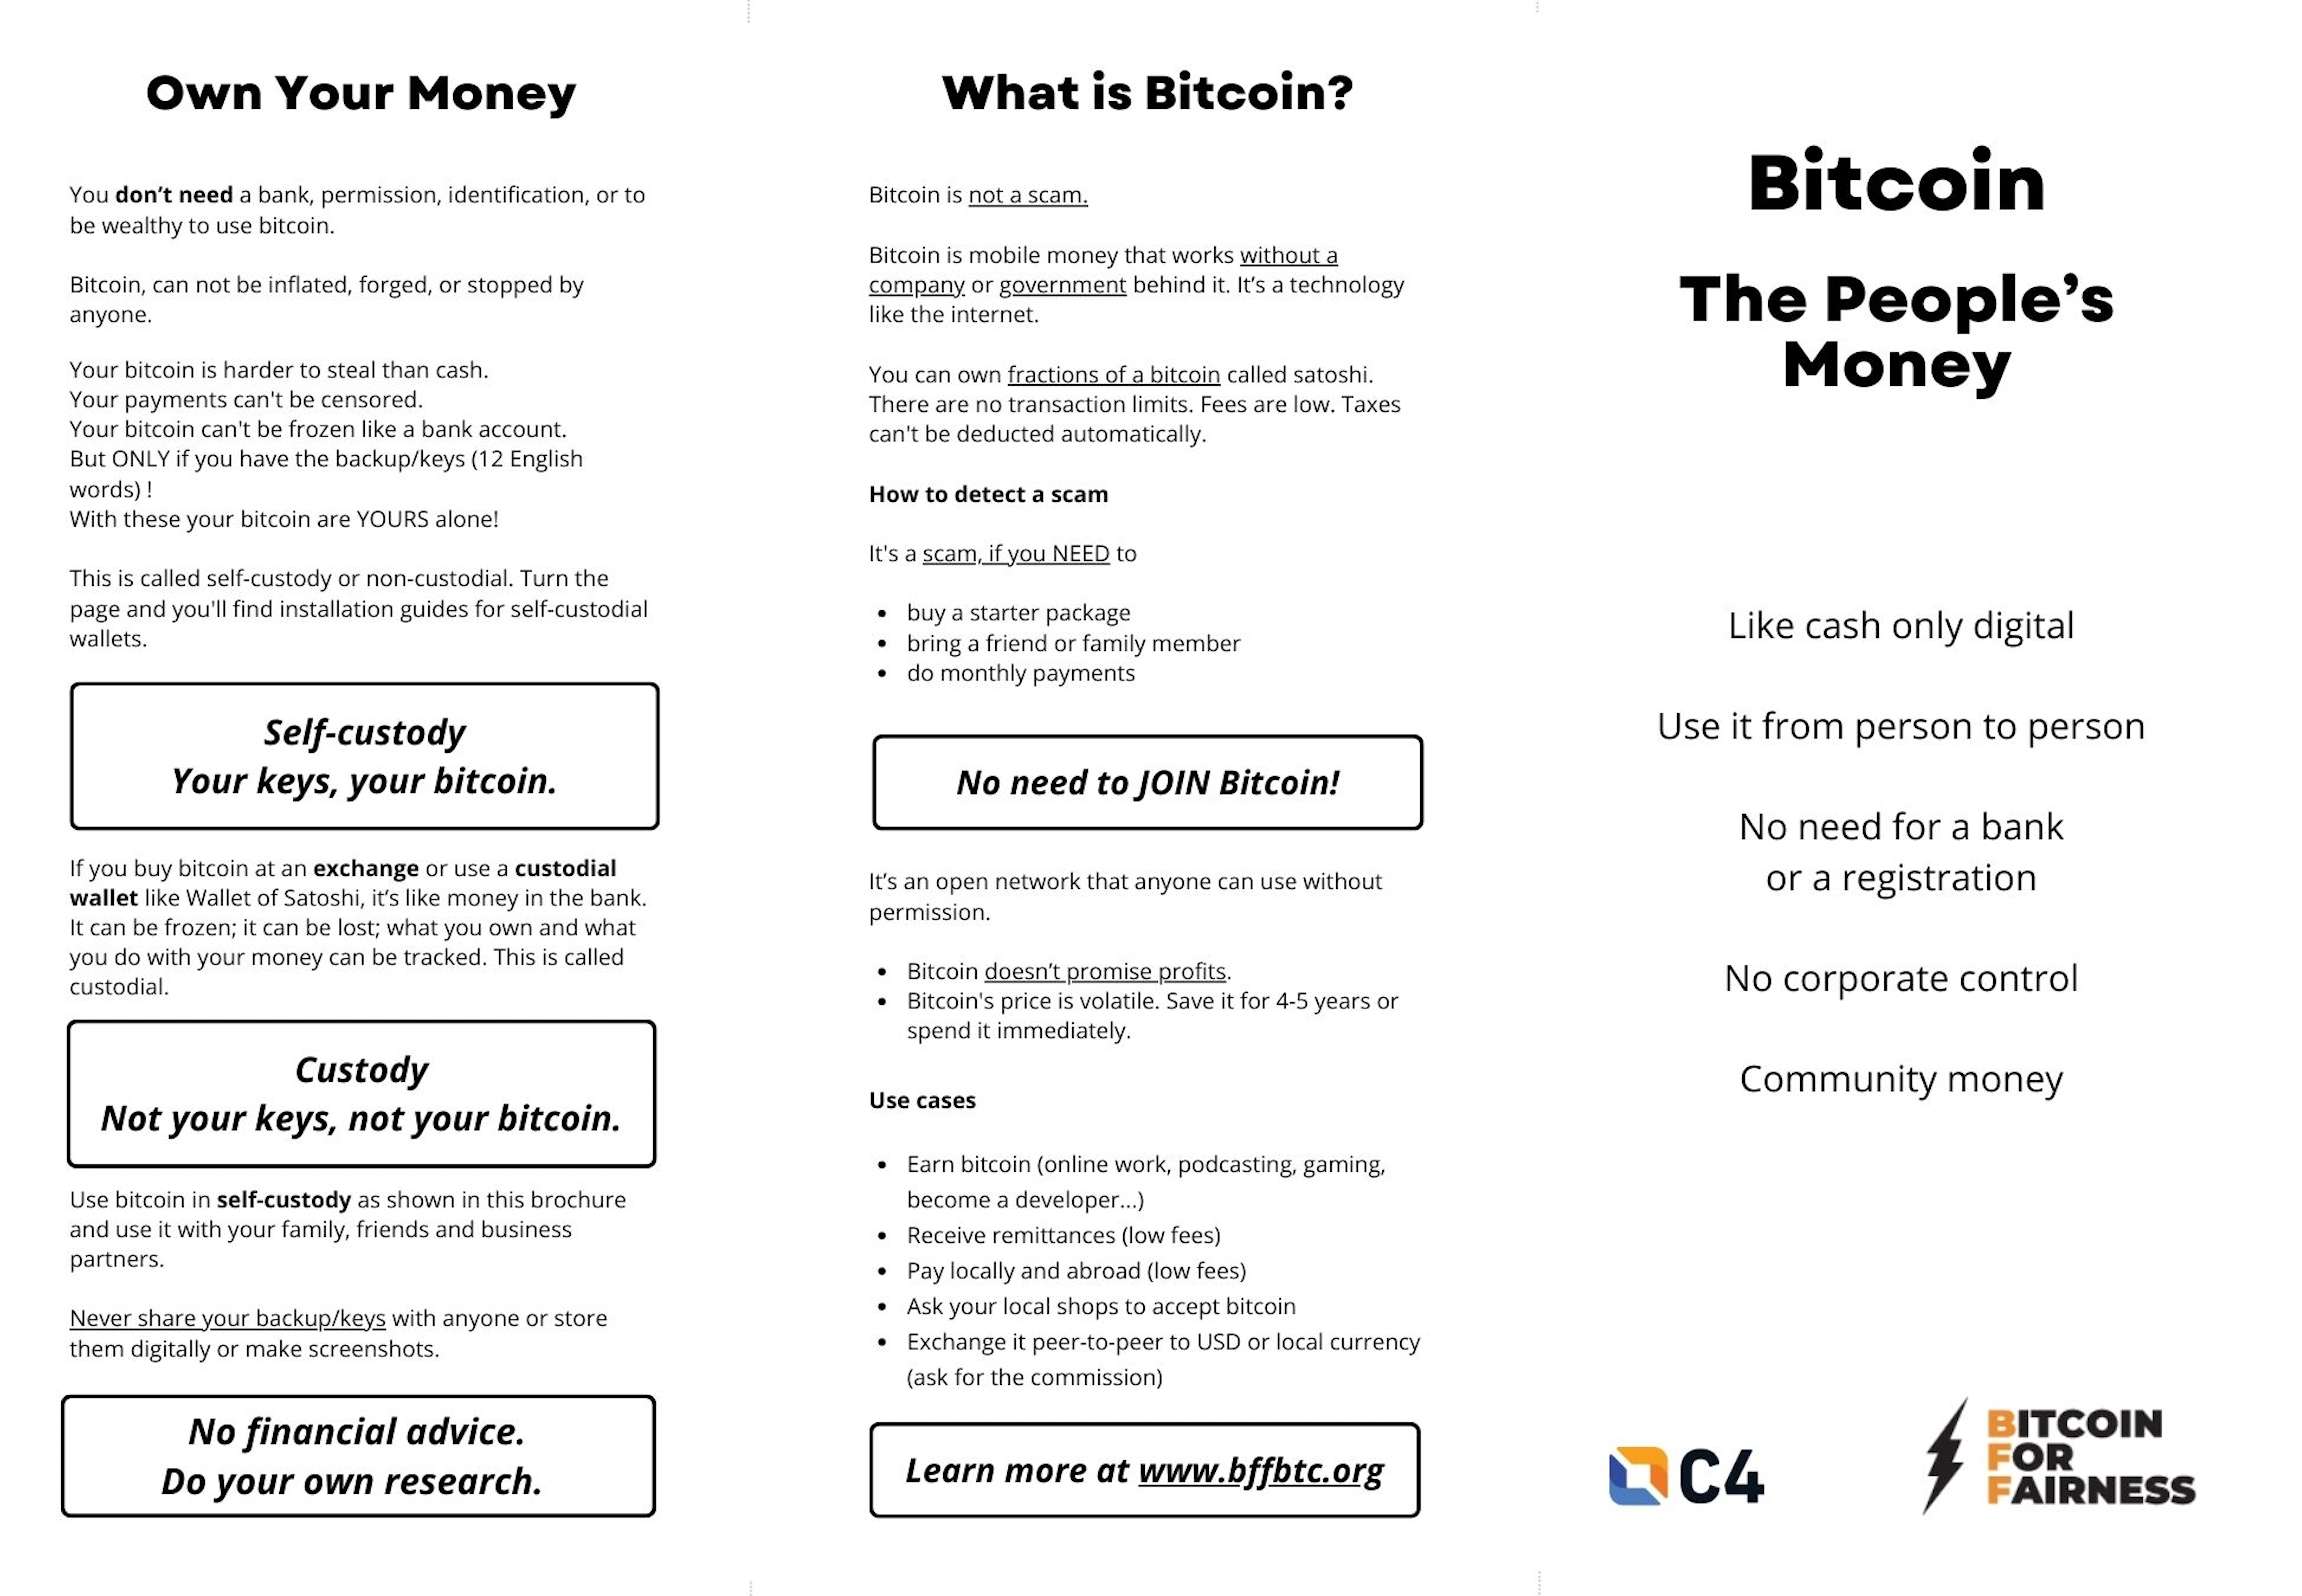 Own Your Money
You don’t need a bank, permission, identification, or to
be wealthy to use bitcoin.
Bitcoin, can not be inflated, forged, or stopped by
anyone.
Your bitcoin is harder to steal than cash.
Your payments can't be censored.
Your bitcoin can't be frozen like a bank account.
But ONLY if you have the backup/keys (12 English
words) !
With these your bitcoin are YOURS alone!
This is called self-custody or non-custodial. Turn the
page and you'll find installation guides for self-custodial
wallets.
Self-custody
Your keys, your bitcoin.
If you buy bitcoin at an exchange or use a custodial
wallet like Wallet of Satoshi, it’s like money in the bank.
It can be frozen; it can be lost; what you own and what
you do with your money can be tracked. This is called
custodial.
Custody
Not your keys, not your bitcoin.
Use bitcoin in self-custody as shown in this brochure
and use it with your family, friends and business
partners.
Never share your backup/keys with anyone or store
them digitally or make screenshots.
No financial advice.
Do your own research.
What is Bitcoin?
Bitcoin is not a scam.
Bitcoin is mobile money that works without a
company or government behind it. It’s a technology
like the internet.
You can own fractions of a bitcoin called satoshi.
There are no transaction limits. Fees are low. Taxes
can't be deducted automatically.
How to detect a scam
It's a scam, if you NEED to
• buy a starter package
• bring a friend or family member
• do monthly payments
No need to JOIN Bitcoin!
It’s an open network that anyone can use without
permission.
• Bitcoin doesn’t promise profits.
• Bitcoin's price is volatile. Save it for 4-5 years or
spend it immediately.
Use cases
• Earn bitcoin (online work, podcasting, gaming,
become a developer...)
• Receive remittances (low fees)
• Pay locally and abroad (low fees)
• Ask your local shops to accept bitcoin
• Exchange it peer-to-peer to USD or local currency
(ask for the commission)
Learn more at www.bffbtc.org
Bitcoin
The People’s
Money
Like cash only digital
Use it from person to person
No need for a bank
or a registration
No corporate control
Community money
C4
BITCOIN
FOR
FAIRNESS